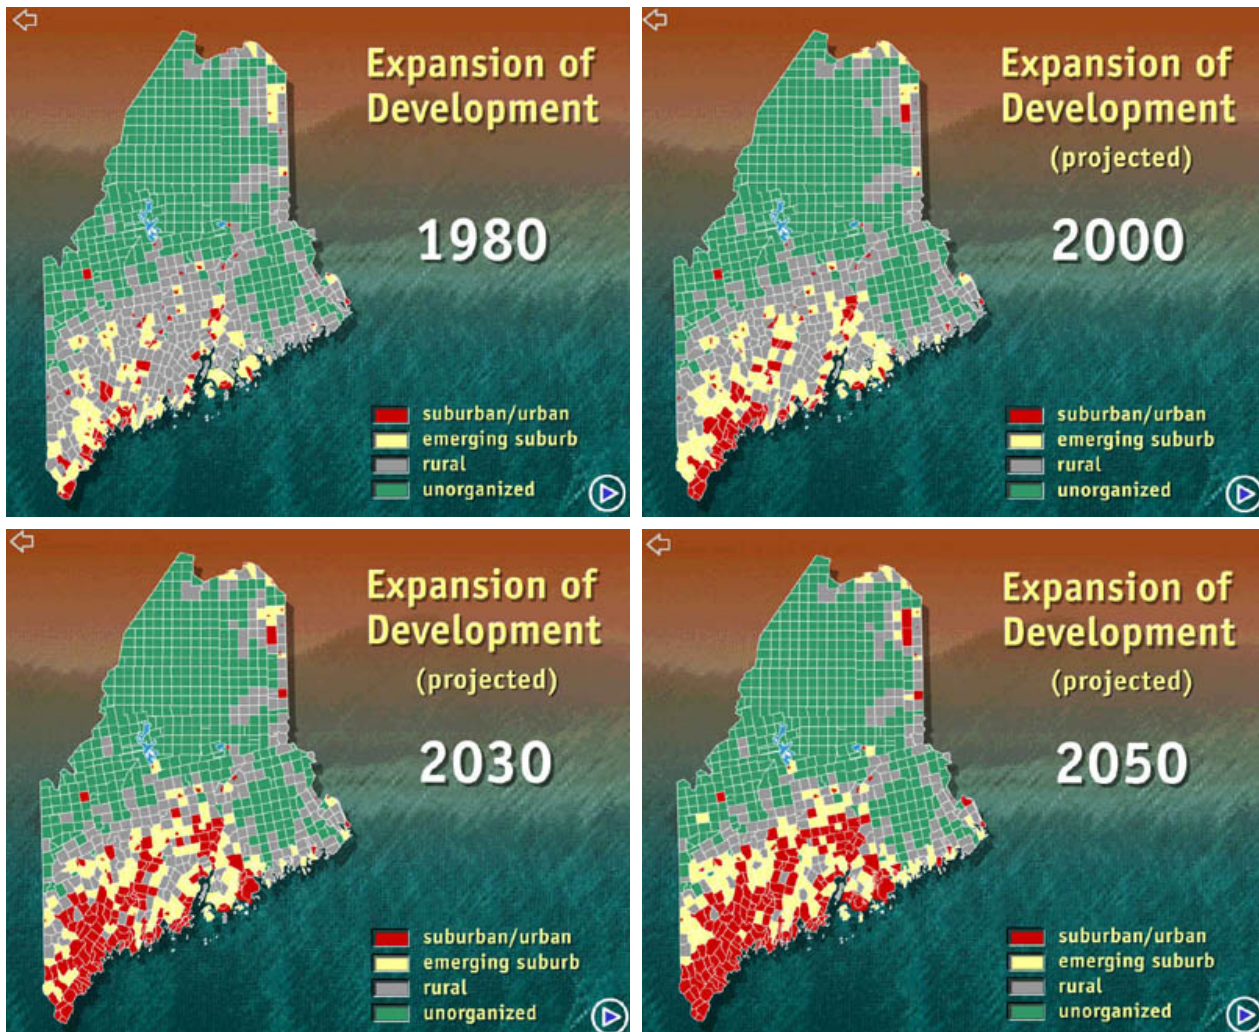 Expansion of
Development
1980
suburban/urban
emerging suburb
rural
unorganized
Expansion of
Development
(projected)
2000
suburban/urban
emerging suburb
rural
unorganized
Expansion of
Development
(projected)
2030
suburban/urban
emerging suburb
rural
unorganized
Expansion of
Development
(projected)
2050
suburban/urban
emerging suburb
rural
unorganized